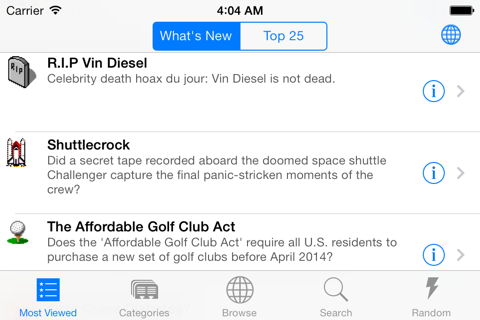 Carrier 4:04 AM
What's New Top 25
RIP
R.I.P Vin Diesel
Celebrity death hoax du jour: Vin Diesel is not dead.
Shuttlecrock
Did a secret tape recorded aboard the doomed space shuttle
Challenger capture the final panic-stricken moments of the
crew?
The Affordable Golf Club Act
Does the 'Affordable Golf Club Act' require all U.S. residents to
purchase a new set of golf clubs before April 2014?
Most Viewed Categories Browse Search Random